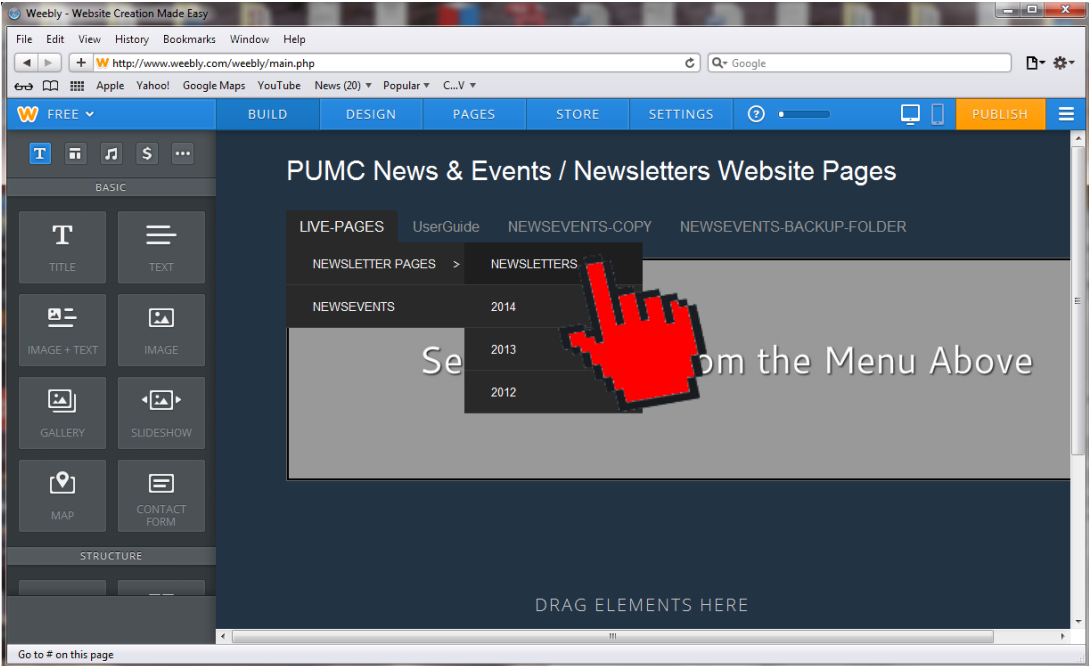 Weebly - Website Creation Made Easy
File Edit View History Bookmarks Window Help
http://www.weebly.com/weebly/main.php
Google
Apple Yahoo! Google Maps YouTube News (20) ▾ Popular ▾ C...V ▾
W FREE BUILD DESIGN PAGES STORE SETTINGS ? PUBLISH
T $ ...
BASIC
T
TITLE TEXT
IMAGE + TEXT IMAGE
GALLERY SLIDESHOW
MAP CONTACT
FORM
STRUCTURE
PUMC News & Events / Newsletters Website Pages
LIVE-PAGES UserGuide NEWSEVENTS-COPY NEWSEVENTS-BACKUP-FOLDER
NEWSLETTER PAGES > NEWSLETTERS
NEWSEVENTS 2014
2013
2012
Se om the Menu Above
DRAG ELEMENTS HERE
Go to # on this page